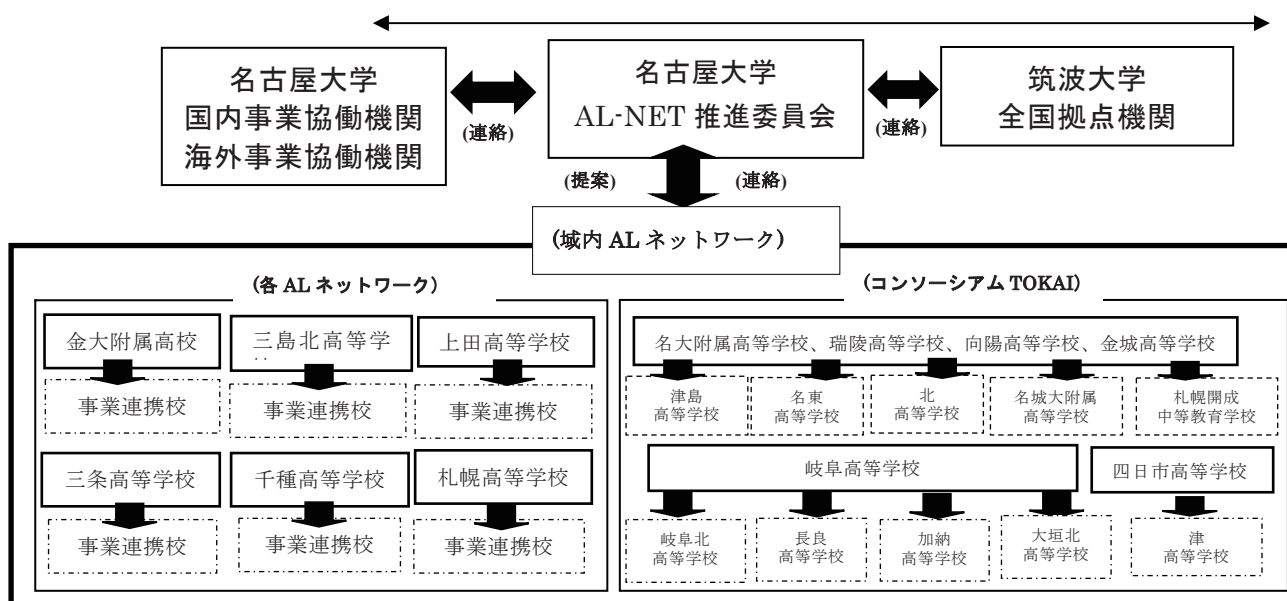 名古屋大学
国内事業協働機関
海外事業協働機関
(連絡)
名古屋大学
AL-NET 推進委員会
(連絡)
筑波大学
全国拠点機関
(提案)
(連絡)
(域内 AL ネットワーク)
(各 AL ネットワーク)
金大附属高校
三島北高等学
上田高等学校
事業連携校
事業連携校
事業連携校
三条高等学校
千種高等学校
札幌高等学校
事業連携校
事業連携校
事業連携校
(コンソーシアム TOKAI)
名大附属高等学校、瑞陵高等学校、向陽高等学校、金城高等学校
津島
高等学校
名東
高等学校
北
高等学校
名城大附属
高等学校
札幌開成
中等教育学校
岐阜高等学校
四日市高等学校
岐阜北
高等学校
長良
高等学校
加納
高等学校
大垣北
高等学校
津
高等学校